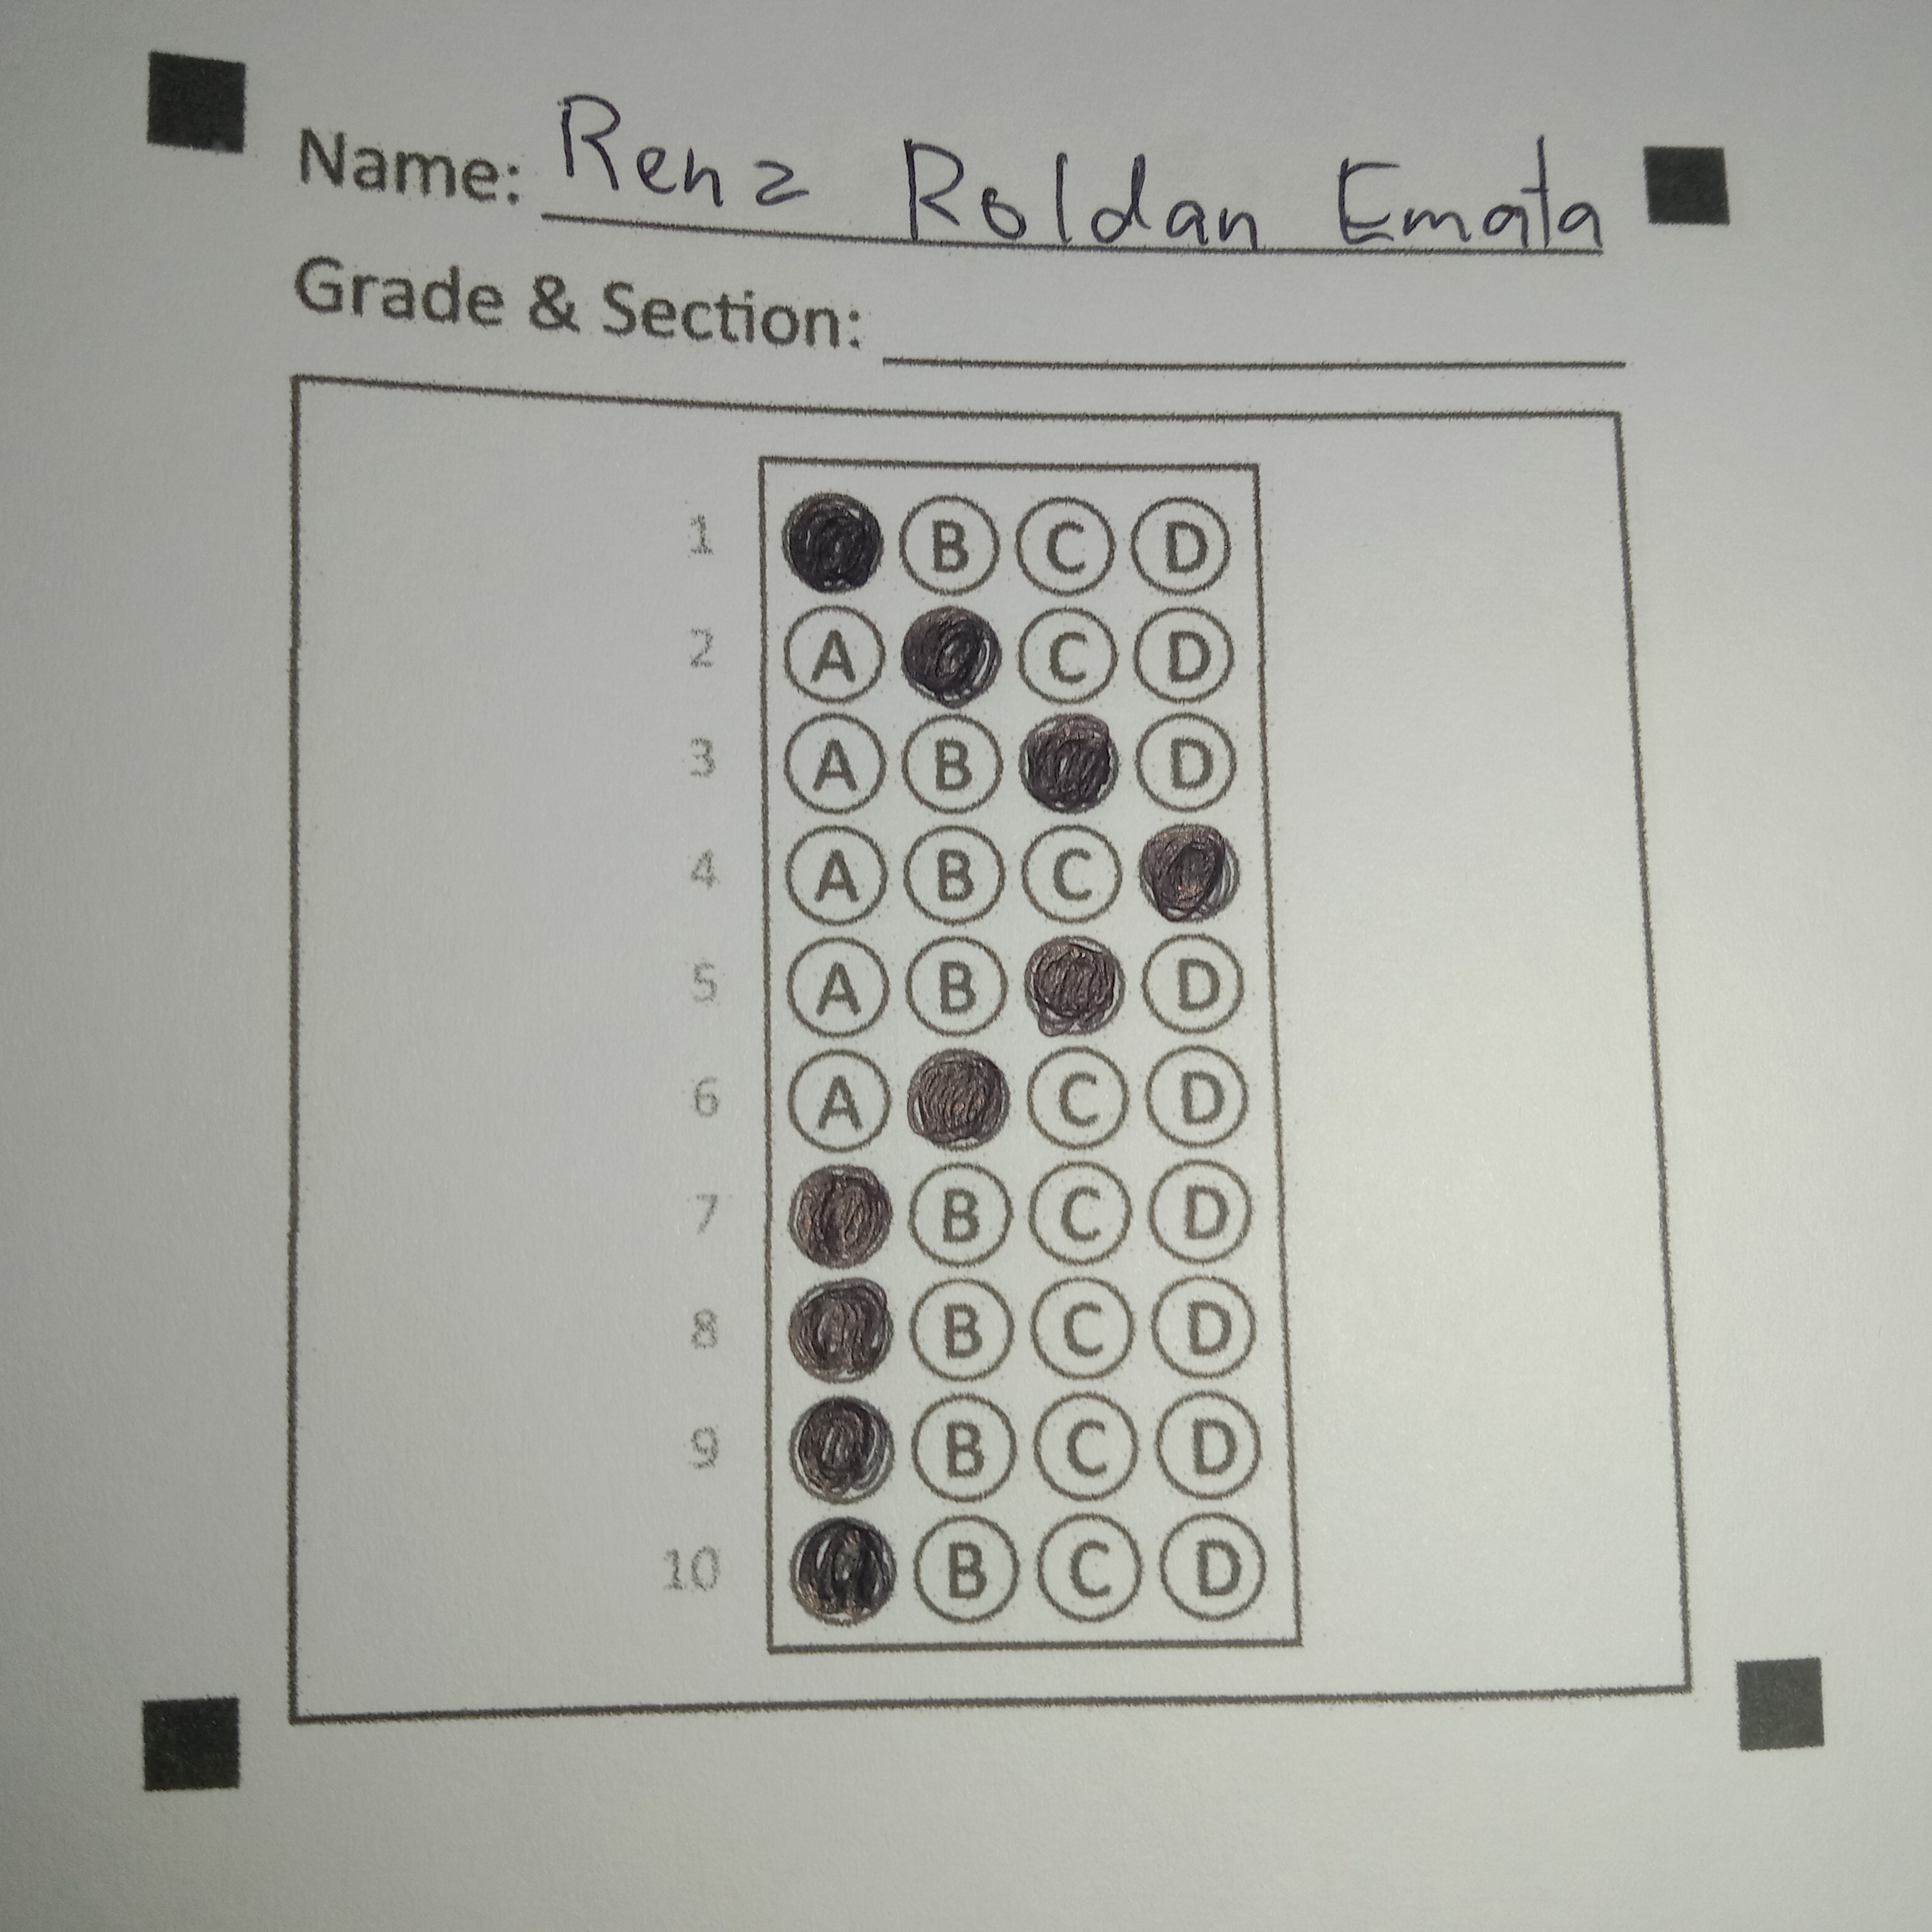 Name: Renz Roldan Emata
Grade & Section:
1 B C D
2 A C D
3 A B D
4 A B C
5 A B D
6 A C D
7 B C D
8 B C D
9 B C D
10 B C D